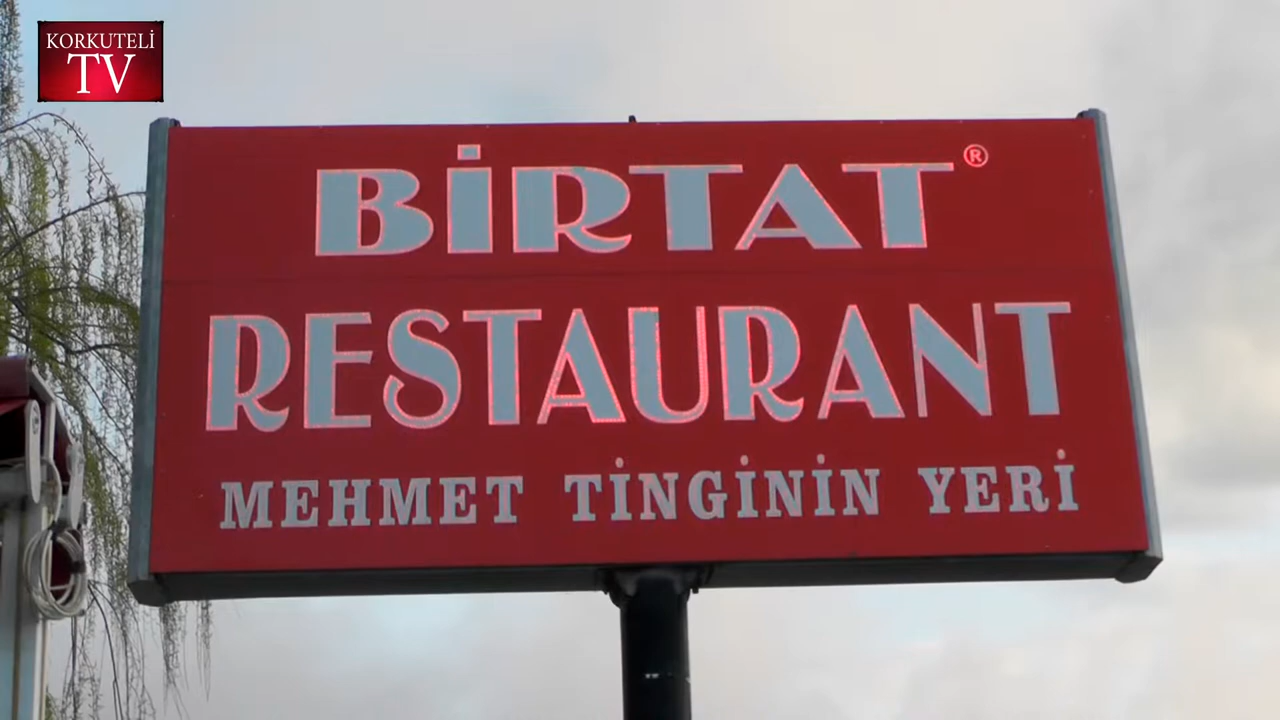 KORKUTELİ
TV
BİRTAT®
RESTAURANT
MEHMET TİNGİNİN YERİ